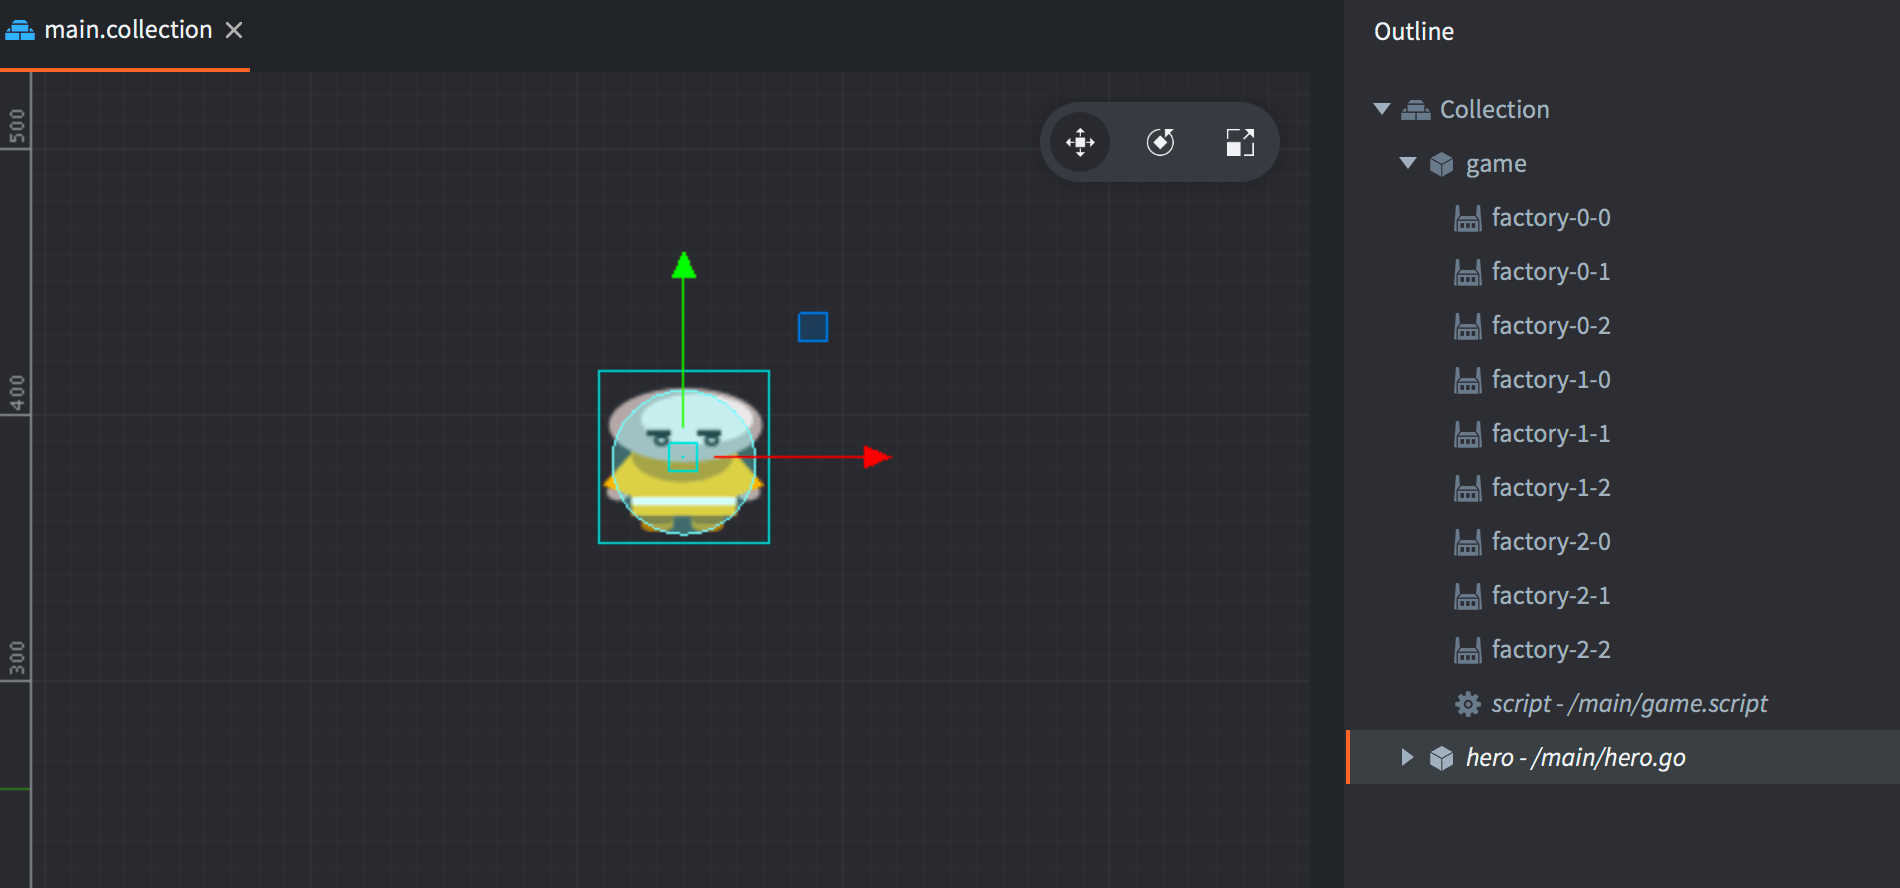 main.collection
Outline
500
400
300
Collection
game
factory-0-0
factory-0-1
factory-0-2
factory-1-0
factory-1-1
factory-1-2
factory-2-0
factory-2-1
factory-2-2
script - /main/game.script
hero - /main/hero.go